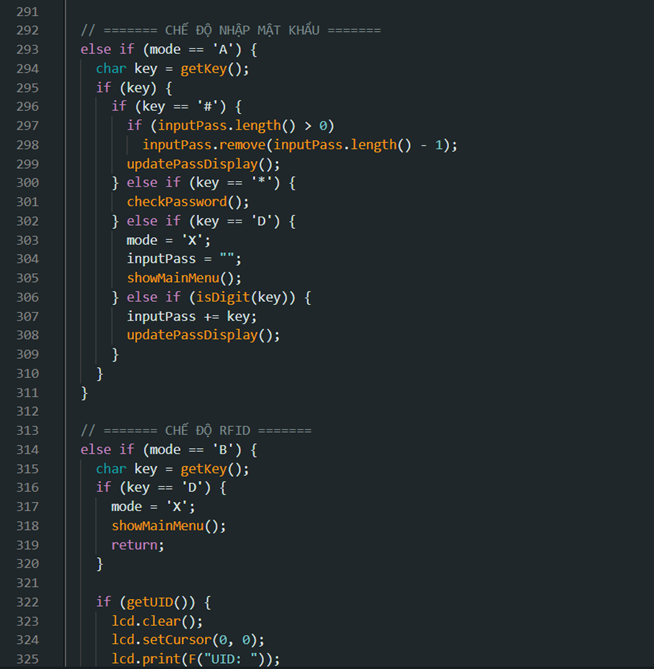 291
292 // ======= CHẾ ĐỘ NHẬP MẬT KHẨU =======
293 else if (mode == 'A') {
294 char key = getKey();
295 if (key) {
296 if (key == '#') {
297 if (inputPass.length() > 0)
298 inputPass.remove(inputPass.length() - 1);
299 updatePassDisplay();
300 } else if (key == '*') {
301 checkPassword();
302 } else if (key == 'D') {
303 mode = 'X';
304 inputPass = "";
305 showMainMenu();
306 } else if (isDigit(key)) {
307 inputPass += key;
308 updatePassDisplay();
309 }
310 }
311 }
312
313 // ======= CHẾ ĐỘ RFID =======
314 else if (mode == 'B') {
315 char key = getKey();
316 if (key == 'D') {
317 mode = 'X';
318 showMainMenu();
319 return;
320 }
321
322 if (getUID()) {
323 lcd.clear();
324 lcd.setCursor(0, 0);
325 lcd.print(F("UID: "));